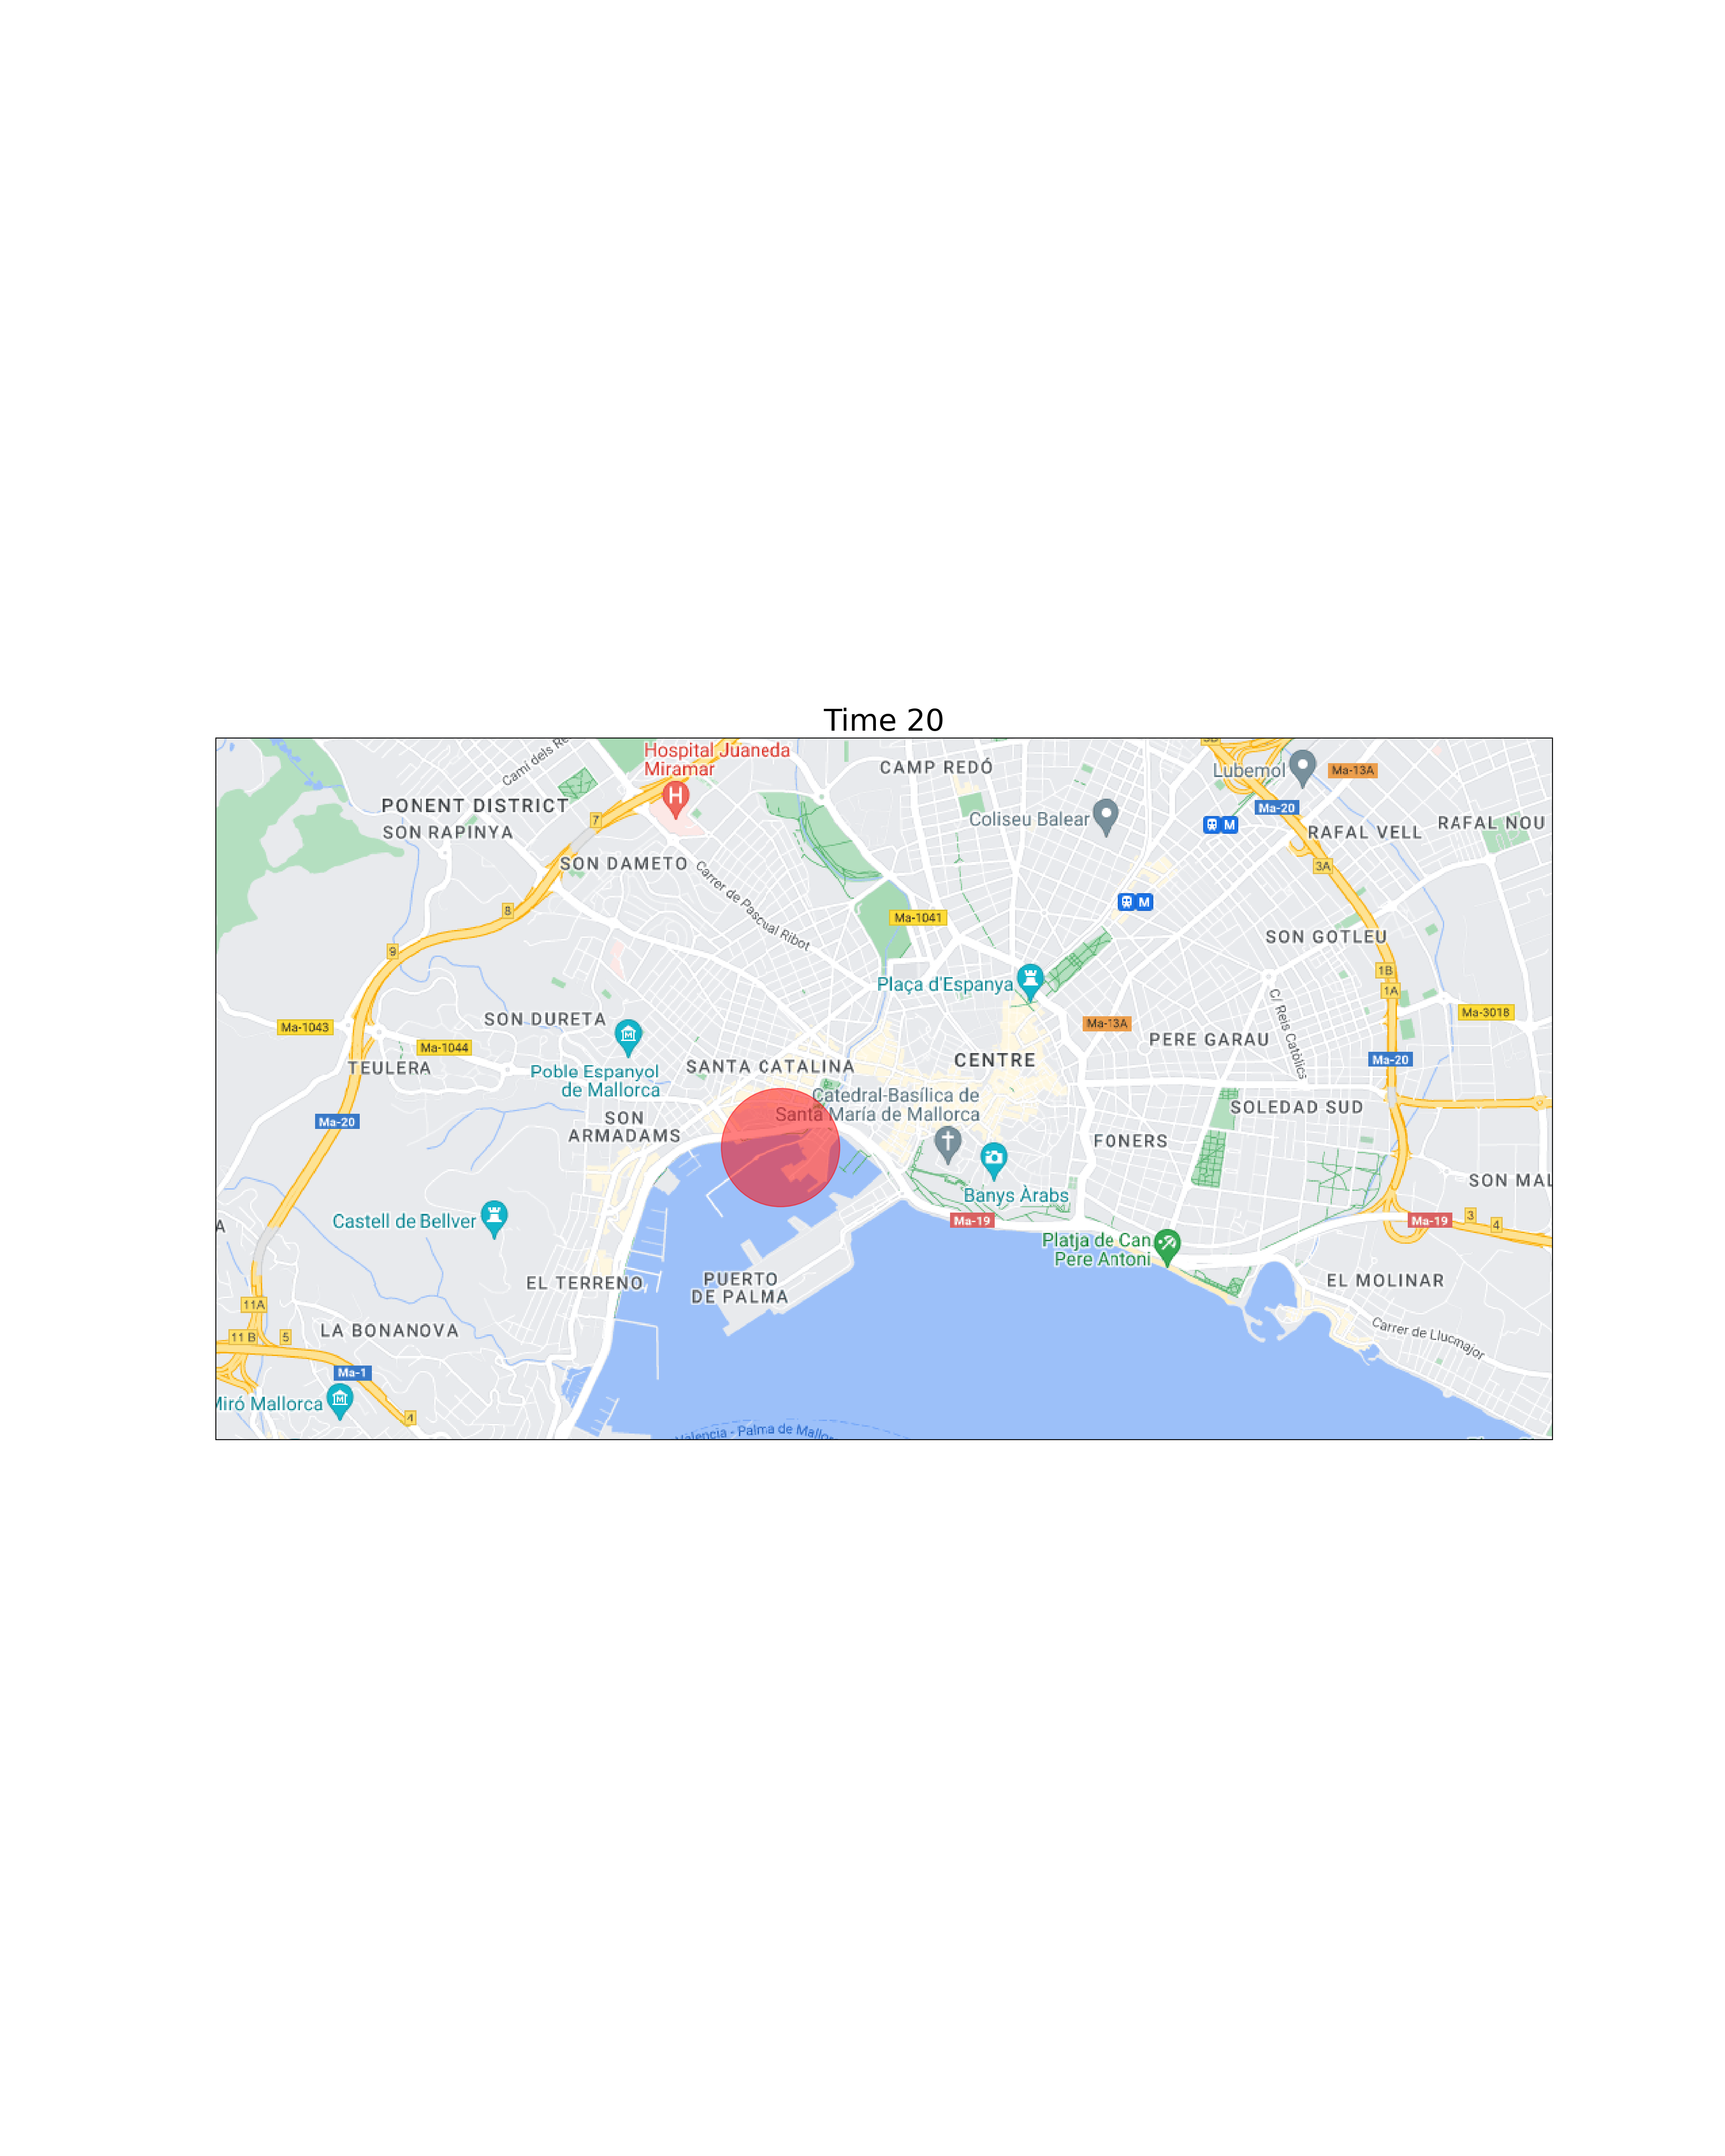 Time 20
Hospital Juaneda
Miramar
Camí dels Re
CAMP REDÓ
Lubemol
Ma-13A
PONENT DISTRICT
SON RAPINYA
7
Ma-20
Coliseu Balear
M
RAFAL VELL
RAFAL NOU
SON DAMETO
3A
Carrer de Pascual Ribot
8
M
Ma-1041
SON GOTLEU
9
1B
1A
Plaça d'Espanya
C/ Reis Catòlics
Ma-3018
SON DURETA
Ma-1043
Ma-13A
PERE GARAU
Ma-1044
TEULERA
Poble Espanyol
de Mallorca
SANTA CATALINA
CENTRE
Ma-20
Catedral-Basílica de
Santa María de Mallorca
SOLEDAD SUD
Ma-20
SON
ARMADAMS
FONERS
SON MAL
Banys Àrabs
Castell de Bellver
A
Ma-19
Ma-19
3
4
Platja de Can
Pere Antoni
EL TERRENO
PUERTO
DE PALMA
EL MOLINAR
11A
LA BONANOVA
11 B
5
Carrer de Llucmajor
Ma-1
Miró Mallorca
4
Valencia - Palma de Mallor